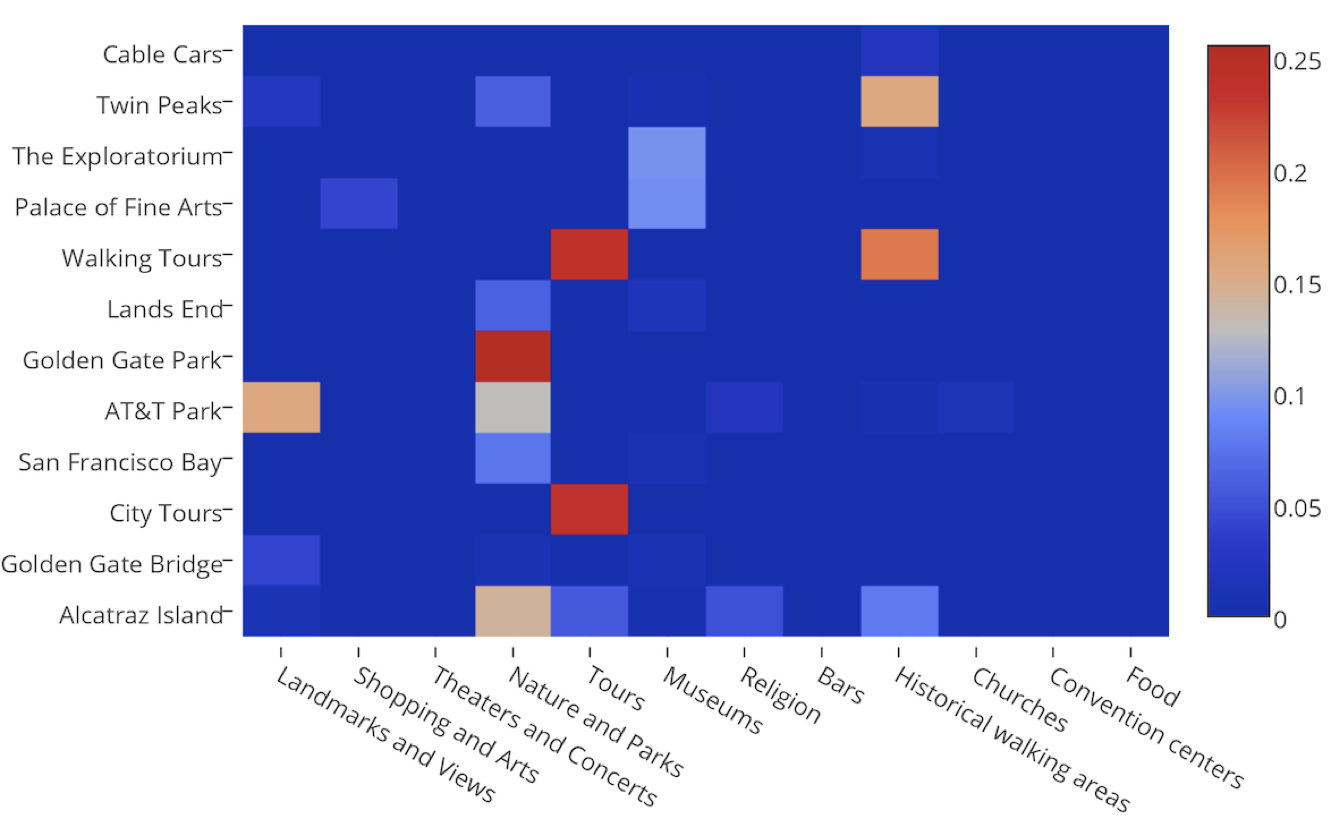 Cable Cars
Twin Peaks
The Exploratorium
Palace of Fine Arts
Walking Tours
Lands End
Golden Gate Park
AT&T Park
San Francisco Bay
City Tours
Golden Gate Bridge
Alcatraz Island
Landmarks and Views
Shopping and Arts
Theaters and Concerts
Nature and Parks
Tours
Museums
Religion
Bars
Historical walking areas
Churches
Convention centers
Food
0.25
0.2
0.15
0.1
0.05
0